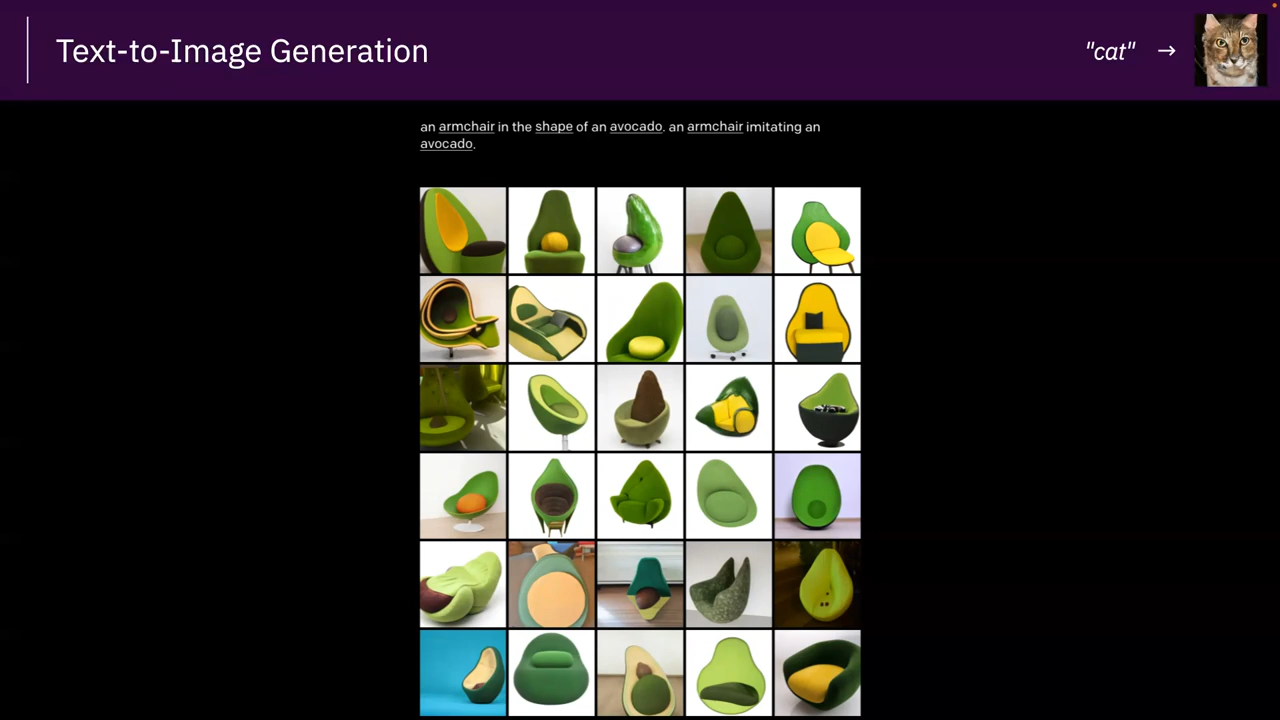 Text-to-Image Generation
"cat" →
an armchair in the shape of an avocado. an armchair imitating an
avocado.